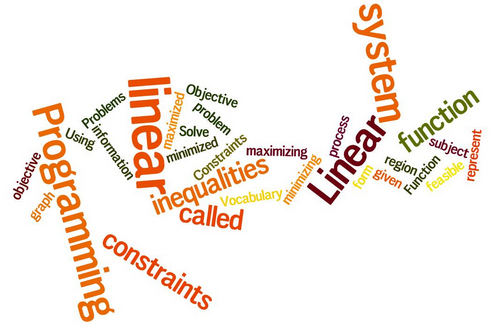 system
linear
Programming
Linear
function
inequalities
called
constraints
Objective
problem
Problems
Using
information
maximized
Solve
minimized
Constraints
maximizing
minimizing
Vocabulary
process
form
given
region
Function
feasible
subject
represent
objective
graph